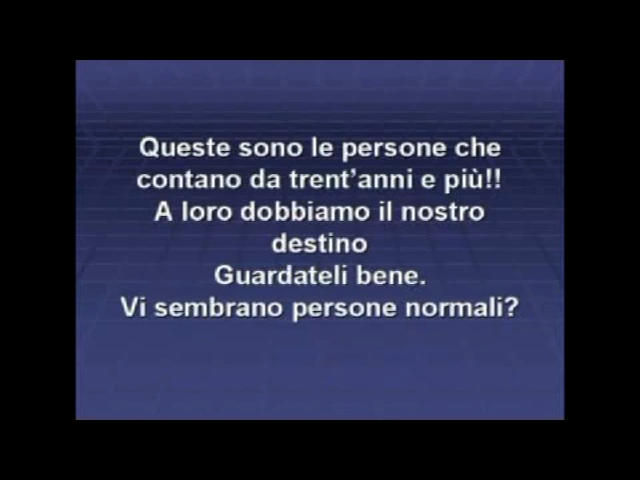 Queste sono le persone che
contano da trent'anni e più!!
A loro dobbiamo il nostro
destino
Guardateli bene.
Vi sembrano persone normali?